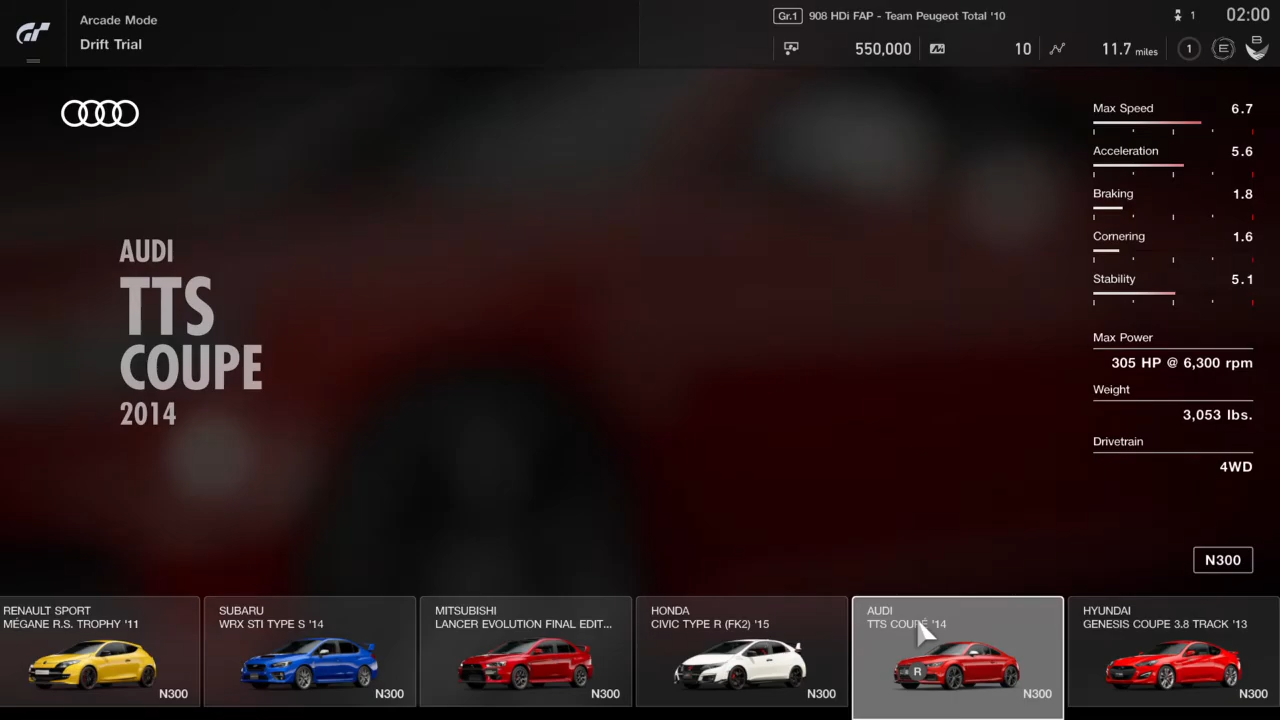 Arcade Mode
Drift Trial
Gr.1 908 HDi FAP - Team Peugeot Total '10
1
02:00
550,000
10
11.7 miles
1
E
B
AUDI
TTS
COUPE
2014
Max Speed 6.7
Acceleration 5.6
Braking 1.8
Cornering 1.6
Stability 5.1
Max Power
305 HP @ 6,300 rpm
Weight
3,053 lbs.
Drivetrain
4WD
N300
RENAULT SPORT
MÉGANE R.S. TROPHY '11
N300
SUBARU
WRX STI TYPE S '14
N300
MITSUBISHI
LANCER EVOLUTION FINAL EDIT...
N300
HONDA
CIVIC TYPE R (FK2) '15
N300
AUDI
TTS COUPE '14
R
N300
HYUNDAI
GENESIS COUPE 3.8 TRACK '13
N300